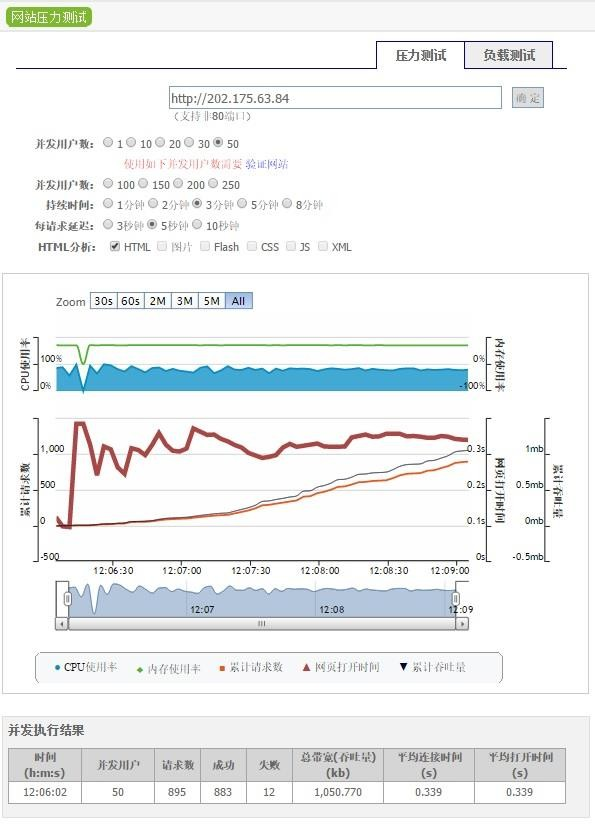 网站压力测试
压力测试 负载测试
http://202.175.63.84 确 定
(支持非80端口)
并发用户数： 1 10 20 30 50
使用如下并发用户数需要 验证网站
并发用户数： 100 150 200 250
持续时间： 1分钟 2分钟 3分钟 5分钟 8分钟
每请求延迟： 3秒钟 5秒钟 10秒钟
HTML分析： HTML 图片 Flash CSS JS XML
Zoom 30s 60s 2M 3M 5M All
CPU使用率 100% 0% 0% -100% 内存使用率
累计请求数 1,000 500 0 -500
0.3s 0.2s 0.1s 0s 网页打开时间
1mb 0.5mb 0mb -0.5mb 累计吞吐量
12:06:30 12:07:00 12:07:30 12:08:00 12:08:30 12:09:00
12:07 12:08 12:09
CPU使用率 内存使用率 累计请求数 网页打开时间 累计吞吐量
并发执行结果
时间 (h:m:s) 并发用户 请求数 成功 失败 总带宽(吞吐量) (kb) 平均连接时间 (s) 平均打开时间 (s)
12:06:02 50 895 883 12 1,050.770 0.339 0.339